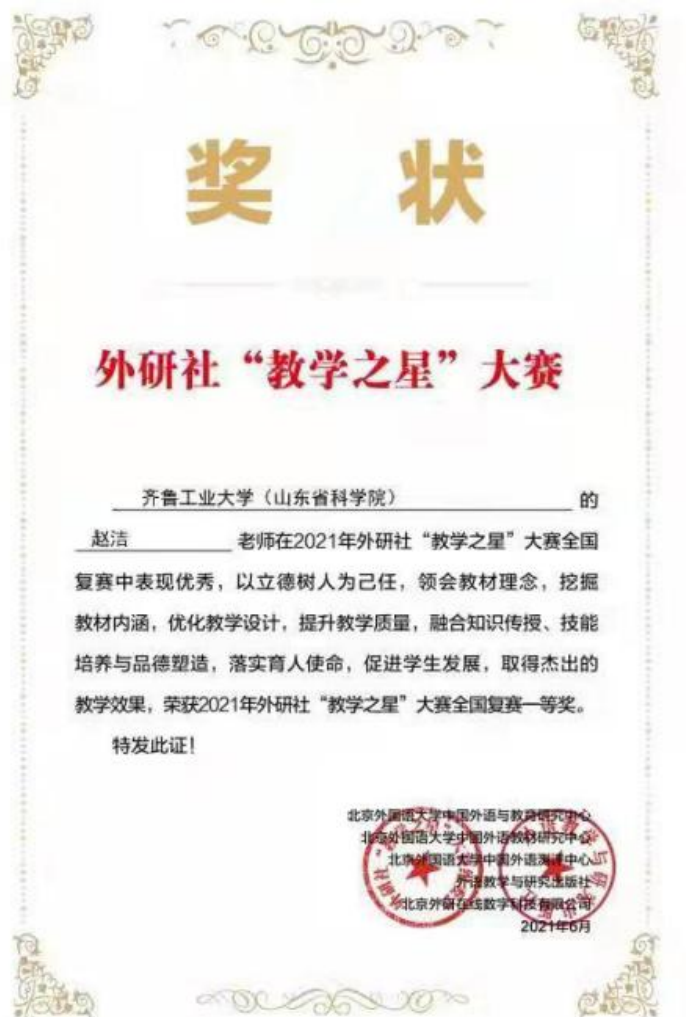 奖 状
外研社“教学之星”大赛
齐鲁工业大学（山东省科学院） 的
赵洁 老师在2021年外研社“教学之星”大赛全国
复赛中表现优秀，以立德树人为己任，领会教材理念，挖掘
教材内涵，优化教学设计，提升教学质量，融合知识传授、技能
培养与品德塑造，落实育人使命，促进学生发展，取得杰出的
教学效果，荣获2021年外研社“教学之星”大赛全国复赛一等奖。
特发此证！
北京外国语大学中国外语与教育研究中心
北京外国语大学中国外语教材研究中心
北京外国语大学中国外语测评中心
外语教学与研究出版社
北京外研在线数字科技有限公司
2021年6月